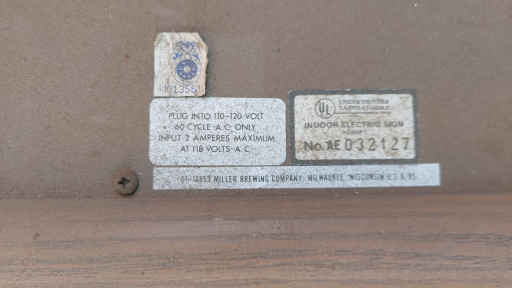 PLUG INTO 110-120 VOLT
60 CYCLE A.C. ONLY
INPUT 2 AMPERES MAXIMUM
AT 118 VOLTS A.C.
UL
UNDERWRITERS
LABORATORIES
INDOOR ELECTRIC SIGN
No. AE 032127
MILLER BREWING COMPANY, MILWAUKEE, WISCONSIN U.S.A.